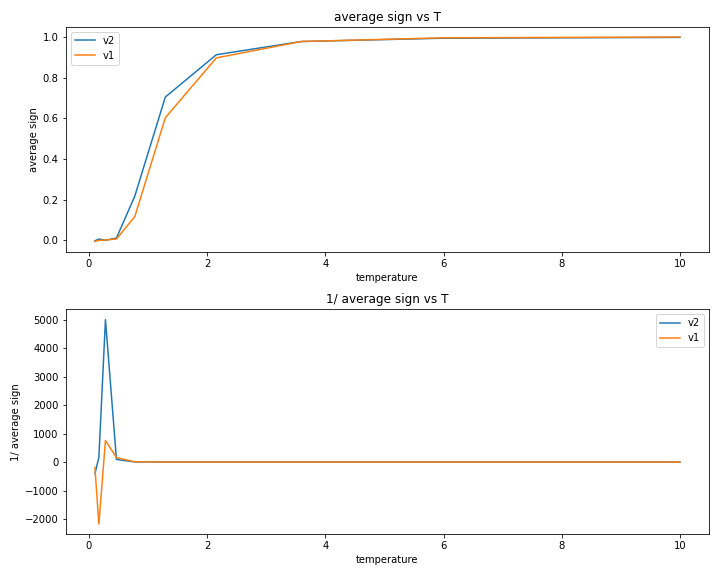 average sign vs T
1.0
0.8
0.6
0.4
0.2
0.0
average sign
v2
v1
0
2
4
6
8
10
temperature
1/ average sign vs T
5000
4000
3000
2000
1000
0
−1000
−2000
1/ average sign
v2
v1
0
2
4
6
8
10
temperature